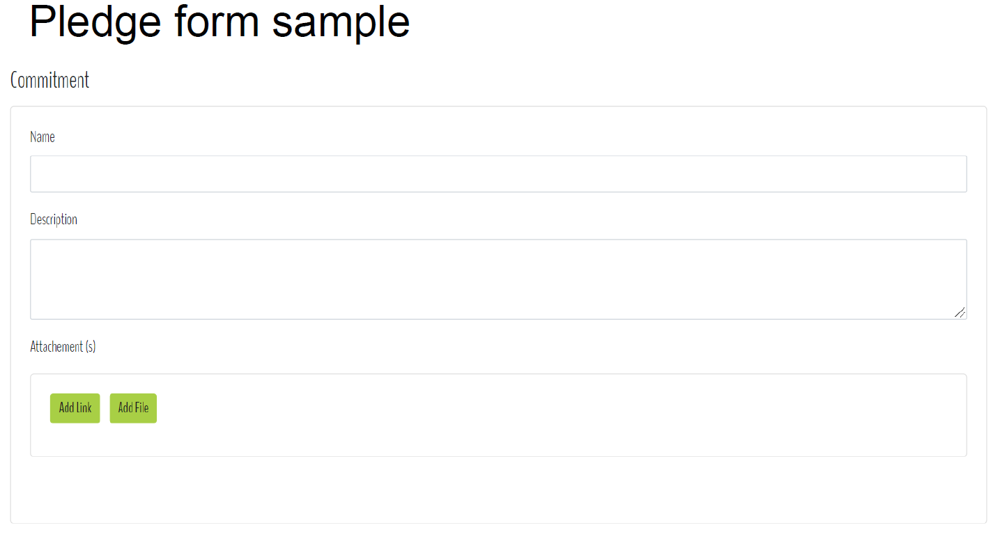 Pledge form sample
Commitment
Name
Description
Attachement (s)
Add Link Add File